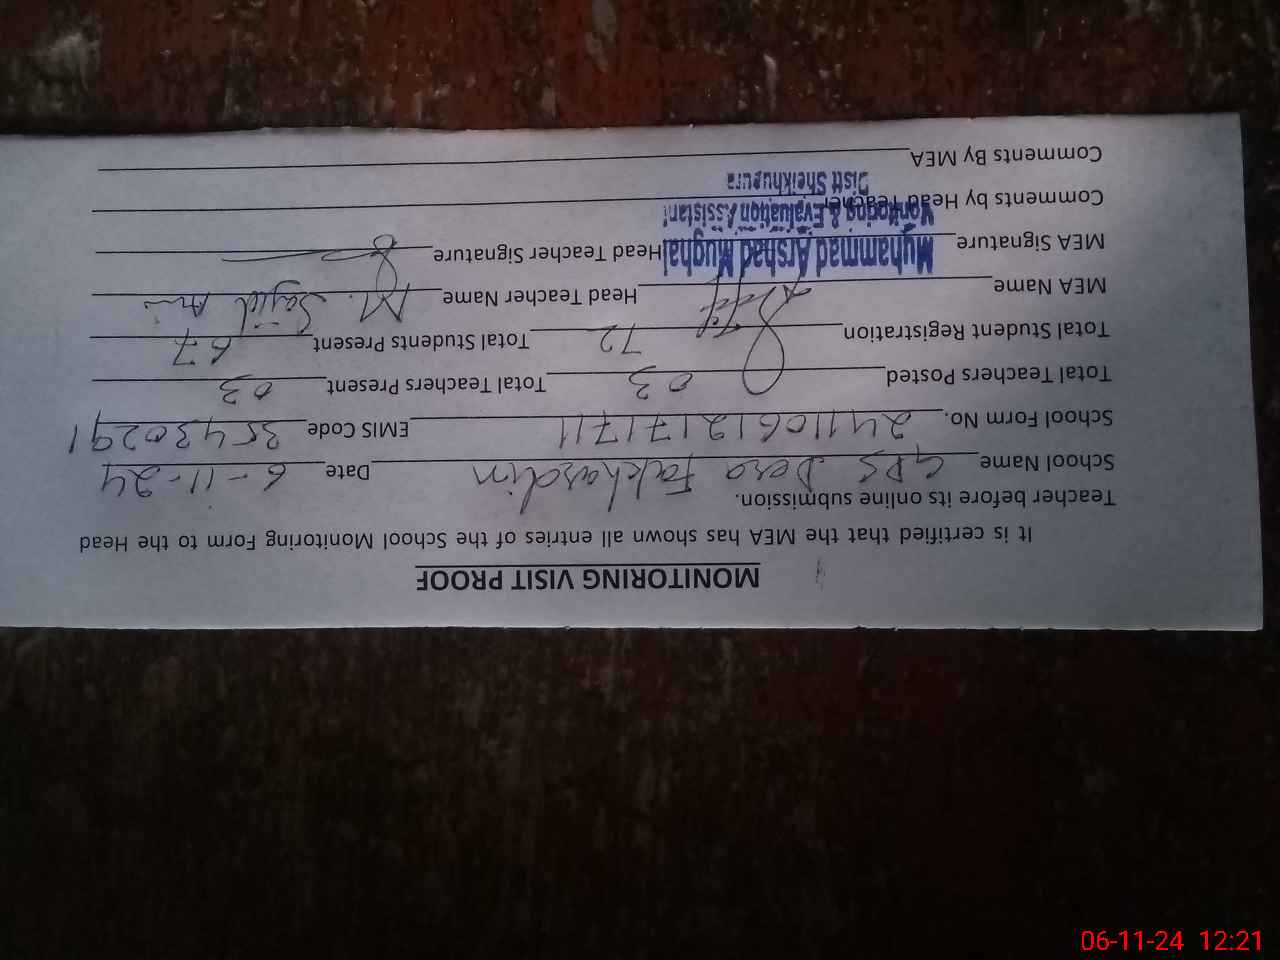 MONITORING VISIT PROOF
It is certified that the MEA has shown all entries of the School Monitoring Form to the Head
Teacher before its online submission.
School Name GPS Dera Fakhardin Date 6-11-24
School Form No. 24110612171711 EMIS Code 35430291
Total Teachers Posted 03 Total Teachers Present 03
Total Student Registration 72 Total Students Present 67
MEA Name Head Teacher Name M. Sajid
MEA Signature Head Teacher Signature
Muhammad Arshad Mughal
Monitoring & Evaluation Assistant
Comments by Head Teacher
Distt Sheikhupura
Comments By MEA
06-11-24 12:21